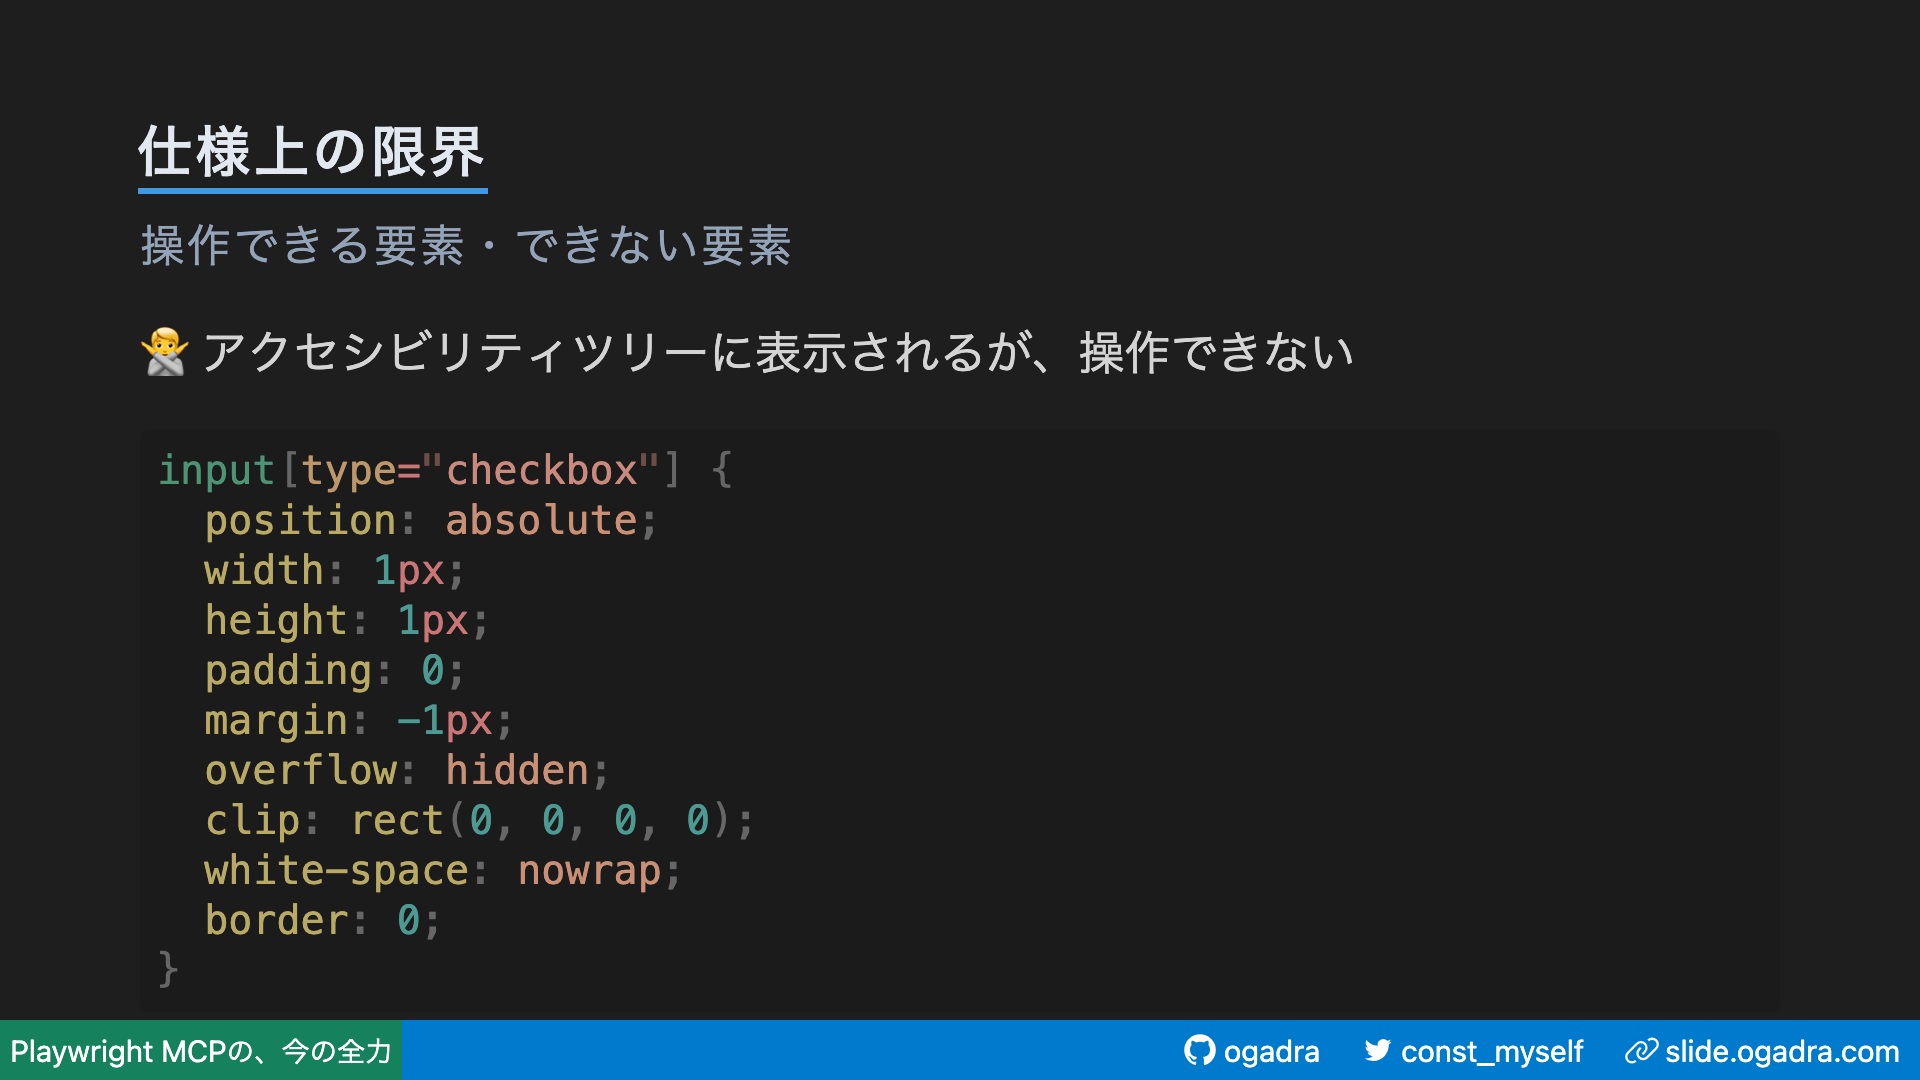 仕様上の限界
操作できる要素・できない要素
🙅‍♂️ アクセシビリティツリーに表示されるが、操作できない
input[type="checkbox"] {
  position: absolute;
  width: 1px;
  height: 1px;
  padding: 0;
  margin: -1px;
  overflow: hidden;
  clip: rect(0, 0, 0, 0);
  white-space: nowrap;
  border: 0;
}
Playwright MCPの、今の全力
ogadra
const_myself
slide.ogadra.com